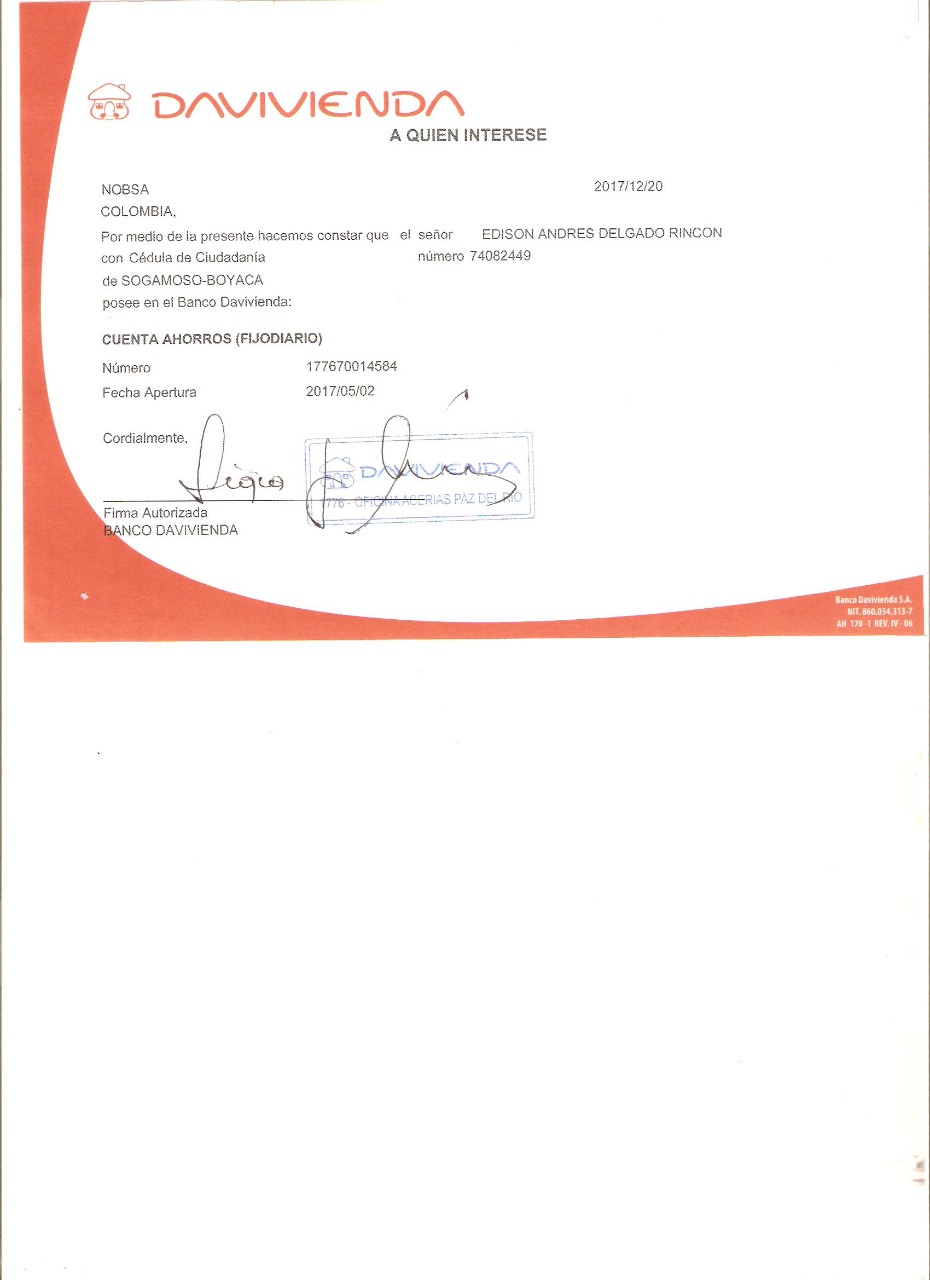 DAVIVIENDA
A QUIEN INTERESE
NOBSA 2017/12/20
COLOMBIA,
Por medio de la presente hacemos constar que el señor EDISON ANDRES DELGADO RINCON
con Cédula de Ciudadanía número 74082449
de SOGAMOSO-BOYACA
posee en el Banco Davivienda:
CUENTA AHORROS (FIJODIARIO)
Número 177670014584
Fecha Apertura 2017/05/02
Cordialmente,
DAVIVIENDA
OFICINA ACERIAS PAZ DEL RIO
Firma Autorizada
BANCO DAVIVIENDA
Banco Davivienda S.A.
NIT. 860.034.313-7
AH 170-1 REV. IV - 06